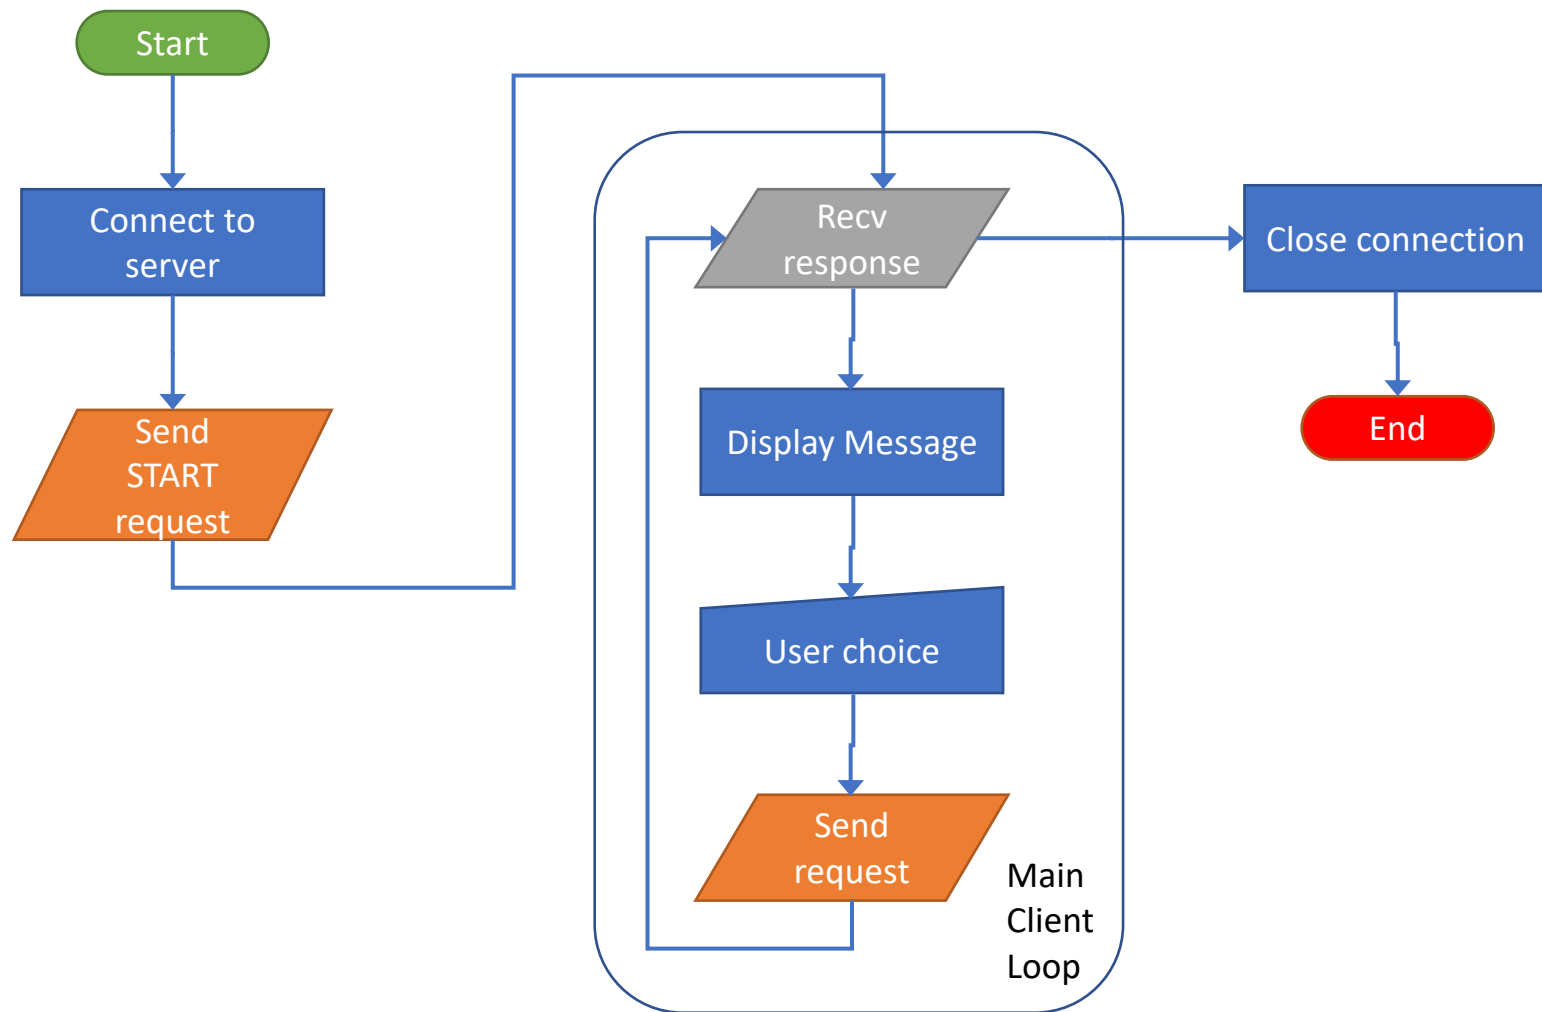 Start
Connect to
server
Send
START
request
Recv
response
Display Message
User choice
Send
request
Main
Client
Loop
Close connection
End